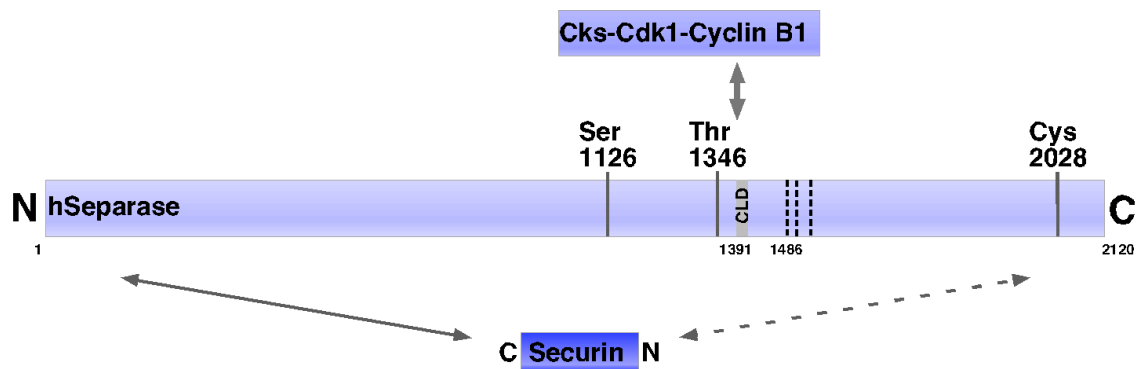 Cks-Cdk1-Cyclin B1
Ser
1126
Thr
1346
Cys
2028
N
hSeparase
CLD
C
1
1391
1486
2120
C Securin N